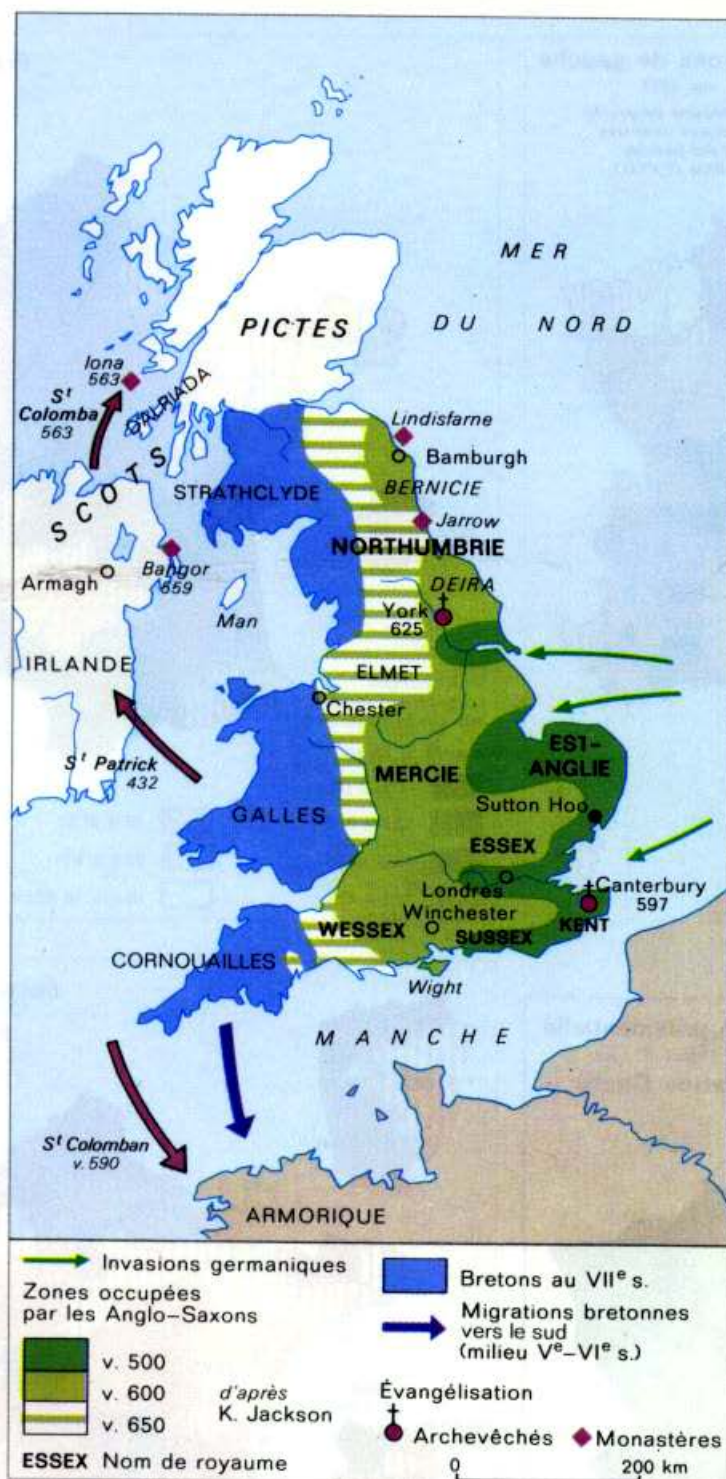 MER
DU NORD
PICTES
Iona
563
St
Colomba
563
DALRIADA
SCOTS
Lindisfarne
Bamburgh
BERNICIE
STRATHCLYDE
Jarrow
NORTHUMBRIE
Bangor
559
Armagh
Man
DEIRA
York
625
IRLANDE
ELMET
Chester
St Patrick
432
MERCIE
EST-
ANGLIE
Sutton Hoo
GALLES
ESSEX
Londres
Canterbury
597
Winchester
WESSEX
SUSSEX
KENT
CORNOUAILLES
Wight
MANCHE
St Colomban
v. 590
ARMORIQUE
Invasions germaniques
Zones occupées
par les Anglo-Saxons
v. 500
v. 600
v. 650
d'après
K. Jackson
ESSEX Nom de royaume
Bretons au VIIe s.
Migrations bretonnes
vers le sud
(milieu Ve-VIe s.)
Évangélisation
Archevêchés
Monastères
0 200 km